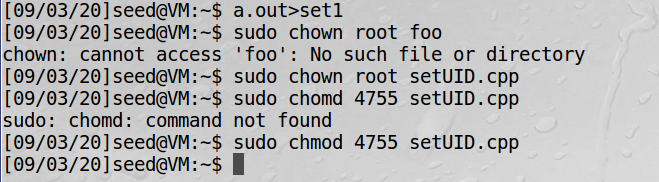 [09/03/20]seed@VM:~$ a.out>set1
[09/03/20]seed@VM:~$ sudo chown root foo
chown: cannot access 'foo': No such file or directory
[09/03/20]seed@VM:~$ sudo chown root setUID.cpp
[09/03/20]seed@VM:~$ sudo chomd 4755 setUID.cpp
sudo: chomd: command not found
[09/03/20]seed@VM:~$ sudo chmod 4755 setUID.cpp
[09/03/20]seed@VM:~$